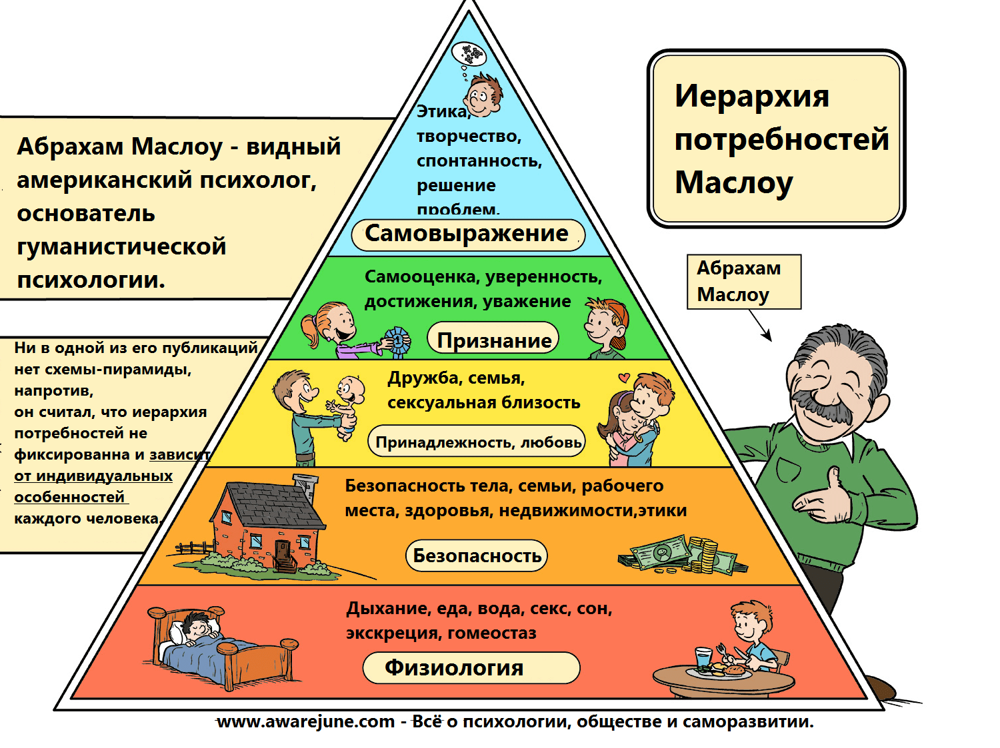 Иерархия
потребностей
Маслоу
Абрахам Маслоу - видный
американский психолог,
основатель
гуманистической
психологии.
Ни в одной из его публикаций
нет схемы-пирамиды,
напротив,
он считал, что иерархия
потребностей не
фиксированна и зависит
от индивидуальных
особенностей
каждого человека.
Этика,
творчество,
спонтанность,
решение
проблем.
Самовыражение
Самооценка, уверенность,
достижения, уважение
1
Признание
Дружба, семья,
сексуальная близость
Принадлежность, любовь
Безопасность тела, семьи, рабочего
места, здоровья, недвижимости,этики
Безопасность
Дыхание, еда, вода, секс, сон,
экскреция, гомеостаз
Физиология
Абрахам
Маслоу
www.awarejune.com - Всё о психологии, обществе и саморазвитии.